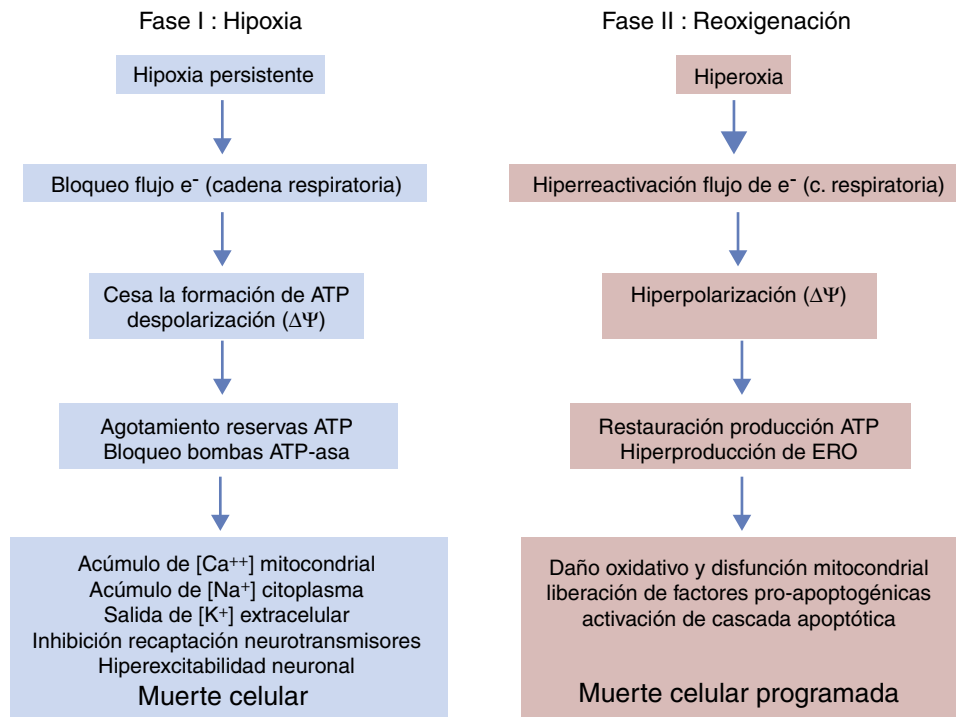 Fase I : Hipoxia
Hipoxia persistente
Bloqueo flujo e⁻ (cadena respiratoria)
Cesa la formación de ATP
despolarización (ΔΨ)
Agotamiento reservas ATP
Bloqueo bombas ATP-asa
Acúmulo de [Ca⁺⁺] mitocondrial
Acúmulo de [Na⁺] citoplasma
Salida de [K⁺] extracelular
Inhibición recaptación neurotransmisores
Hiperexcitabilidad neuronal
Muerte celular
Fase II : Reoxigenación
Hiperoxia
Hiperreactivación flujo de e⁻ (c. respiratoria)
Hiperpolarización (ΔΨ)
Restauración producción ATP
Hiperproducción de ERO
Daño oxidativo y disfunción mitocondrial
liberación de factores pro-apoptogénicas
activación de cascada apoptótica
Muerte celular programada